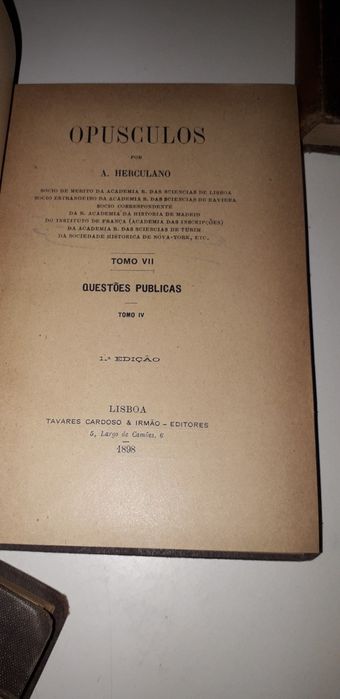 OPUSCULOS
POR
A. HERCULANO
SOCIO DE MERITO DA ACADEMIA R. DAS SCIENCIAS DE LISBOA
SOCIO ESTRANGEIRO DA ACADEMIA R. DAS SCIENCIAS DE BAVIERA
SOCIO CORRESPONDENTE
DA R. ACADEMIA DA HISTORIA DE MADRID
DO INSTITUTO DE FRANÇA (ACADEMIA DAS INSCRIPÇÕES)
DA ACADEMIA R. DAS SCIENCIAS DE TURIM
DA SOCIEDADE HISTORICA DE NOVA-YORK, ETC.
TOMO VII
QUESTÕES PUBLICAS
TOMO IV
1.ª EDIÇÃO
LISBOA
TAVARES CARDOSO & IRMÃO – EDITORES
5, Largo de Camões, 6
1898